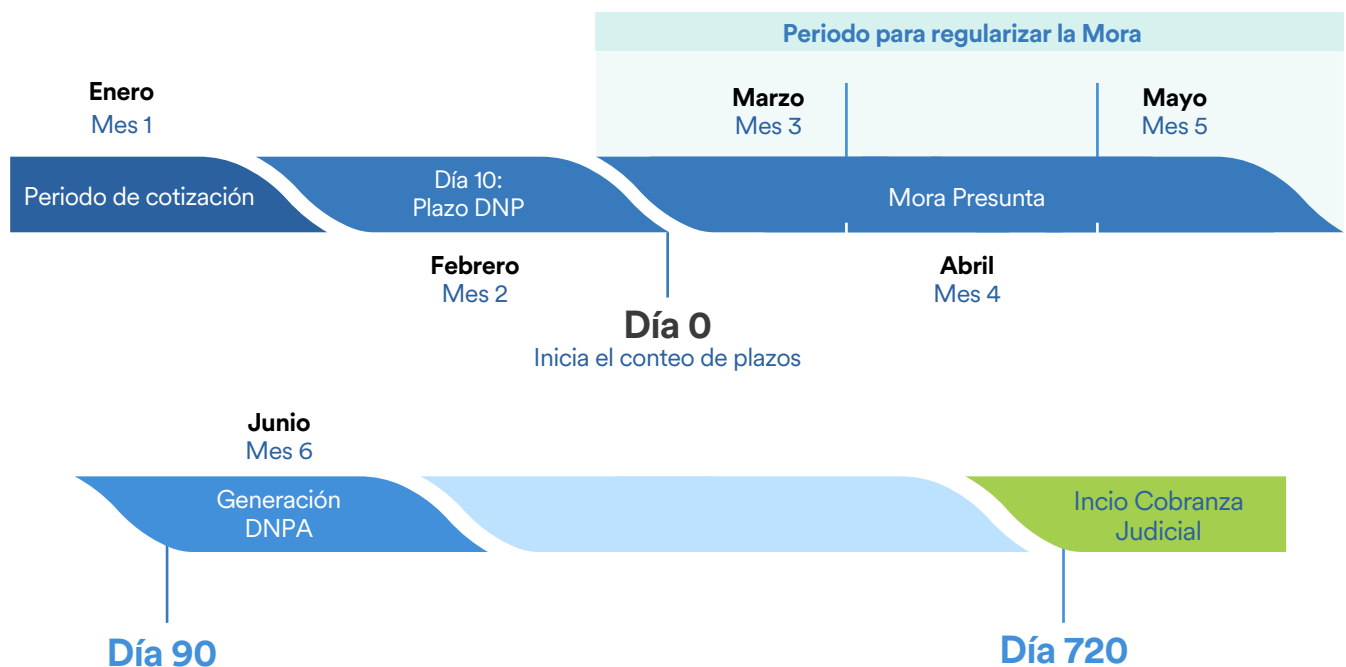 Periodo para regularizar la Mora
Enero
Mes 1
Marzo
Mes 3
Mayo
Mes 5
Periodo de cotización
Día 10:
Plazo DNP
Mora Presunta
Febrero
Mes 2
Abril
Mes 4
Día 0
Inicia el conteo de plazos
Junio
Mes 6
Generación
DNPA
Incio Cobranza
Judicial
Día 90
Día 720